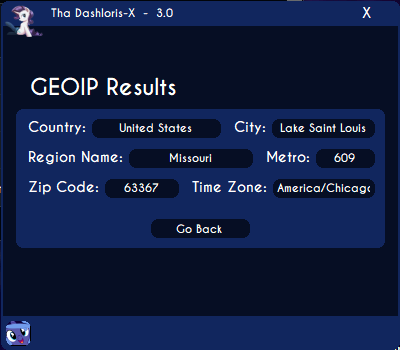 Tha Dashloris-X - 3.0 X
GEOIP Results
Country: United States City: Lake Saint Louis
Region Name: Missouri Metro: 609
Zip Code: 63367 Time Zone: America/Chicago
Go Back